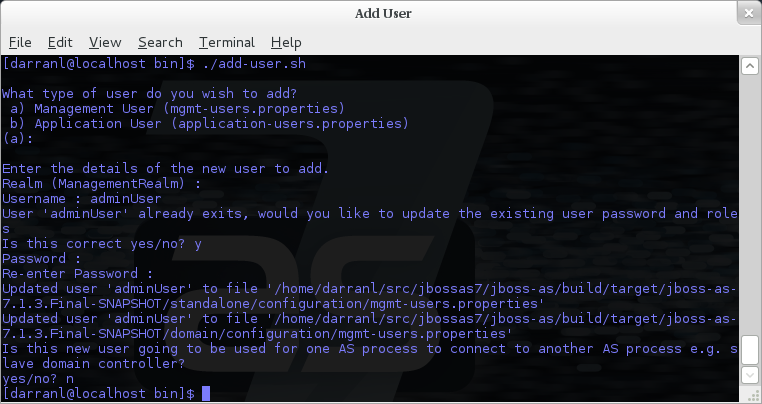 Add User
File Edit View Search Terminal Help
[darranl@localhost bin]$ ./add-user.sh
What type of user do you wish to add?
a) Management User (mgmt-users.properties)
b) Application User (application-users.properties)
(a):
Enter the details of the new user to add.
Realm (ManagementRealm) :
Username : adminUser
User 'adminUser' already exits, would you like to update the existing user password and role
s
Is this correct yes/no? y
Password :
Re-enter Password :
Updated user 'adminUser' to file '/home/darranl/src/jbossas7/jboss-as/build/target/jboss-as-
7.1.3.Final-SNAPSHOT/standalone/configuration/mgmt-users.properties'
Updated user 'adminUser' to file '/home/darranl/src/jbossas7/jboss-as/build/target/jboss-as-
7.1.3.Final-SNAPSHOT/domain/configuration/mgmt-users.properties'
Is this new user going to be used for one AS process to connect to another AS process e.g. s
lave domain controller?
yes/no? n
[darranl@localhost bin]$